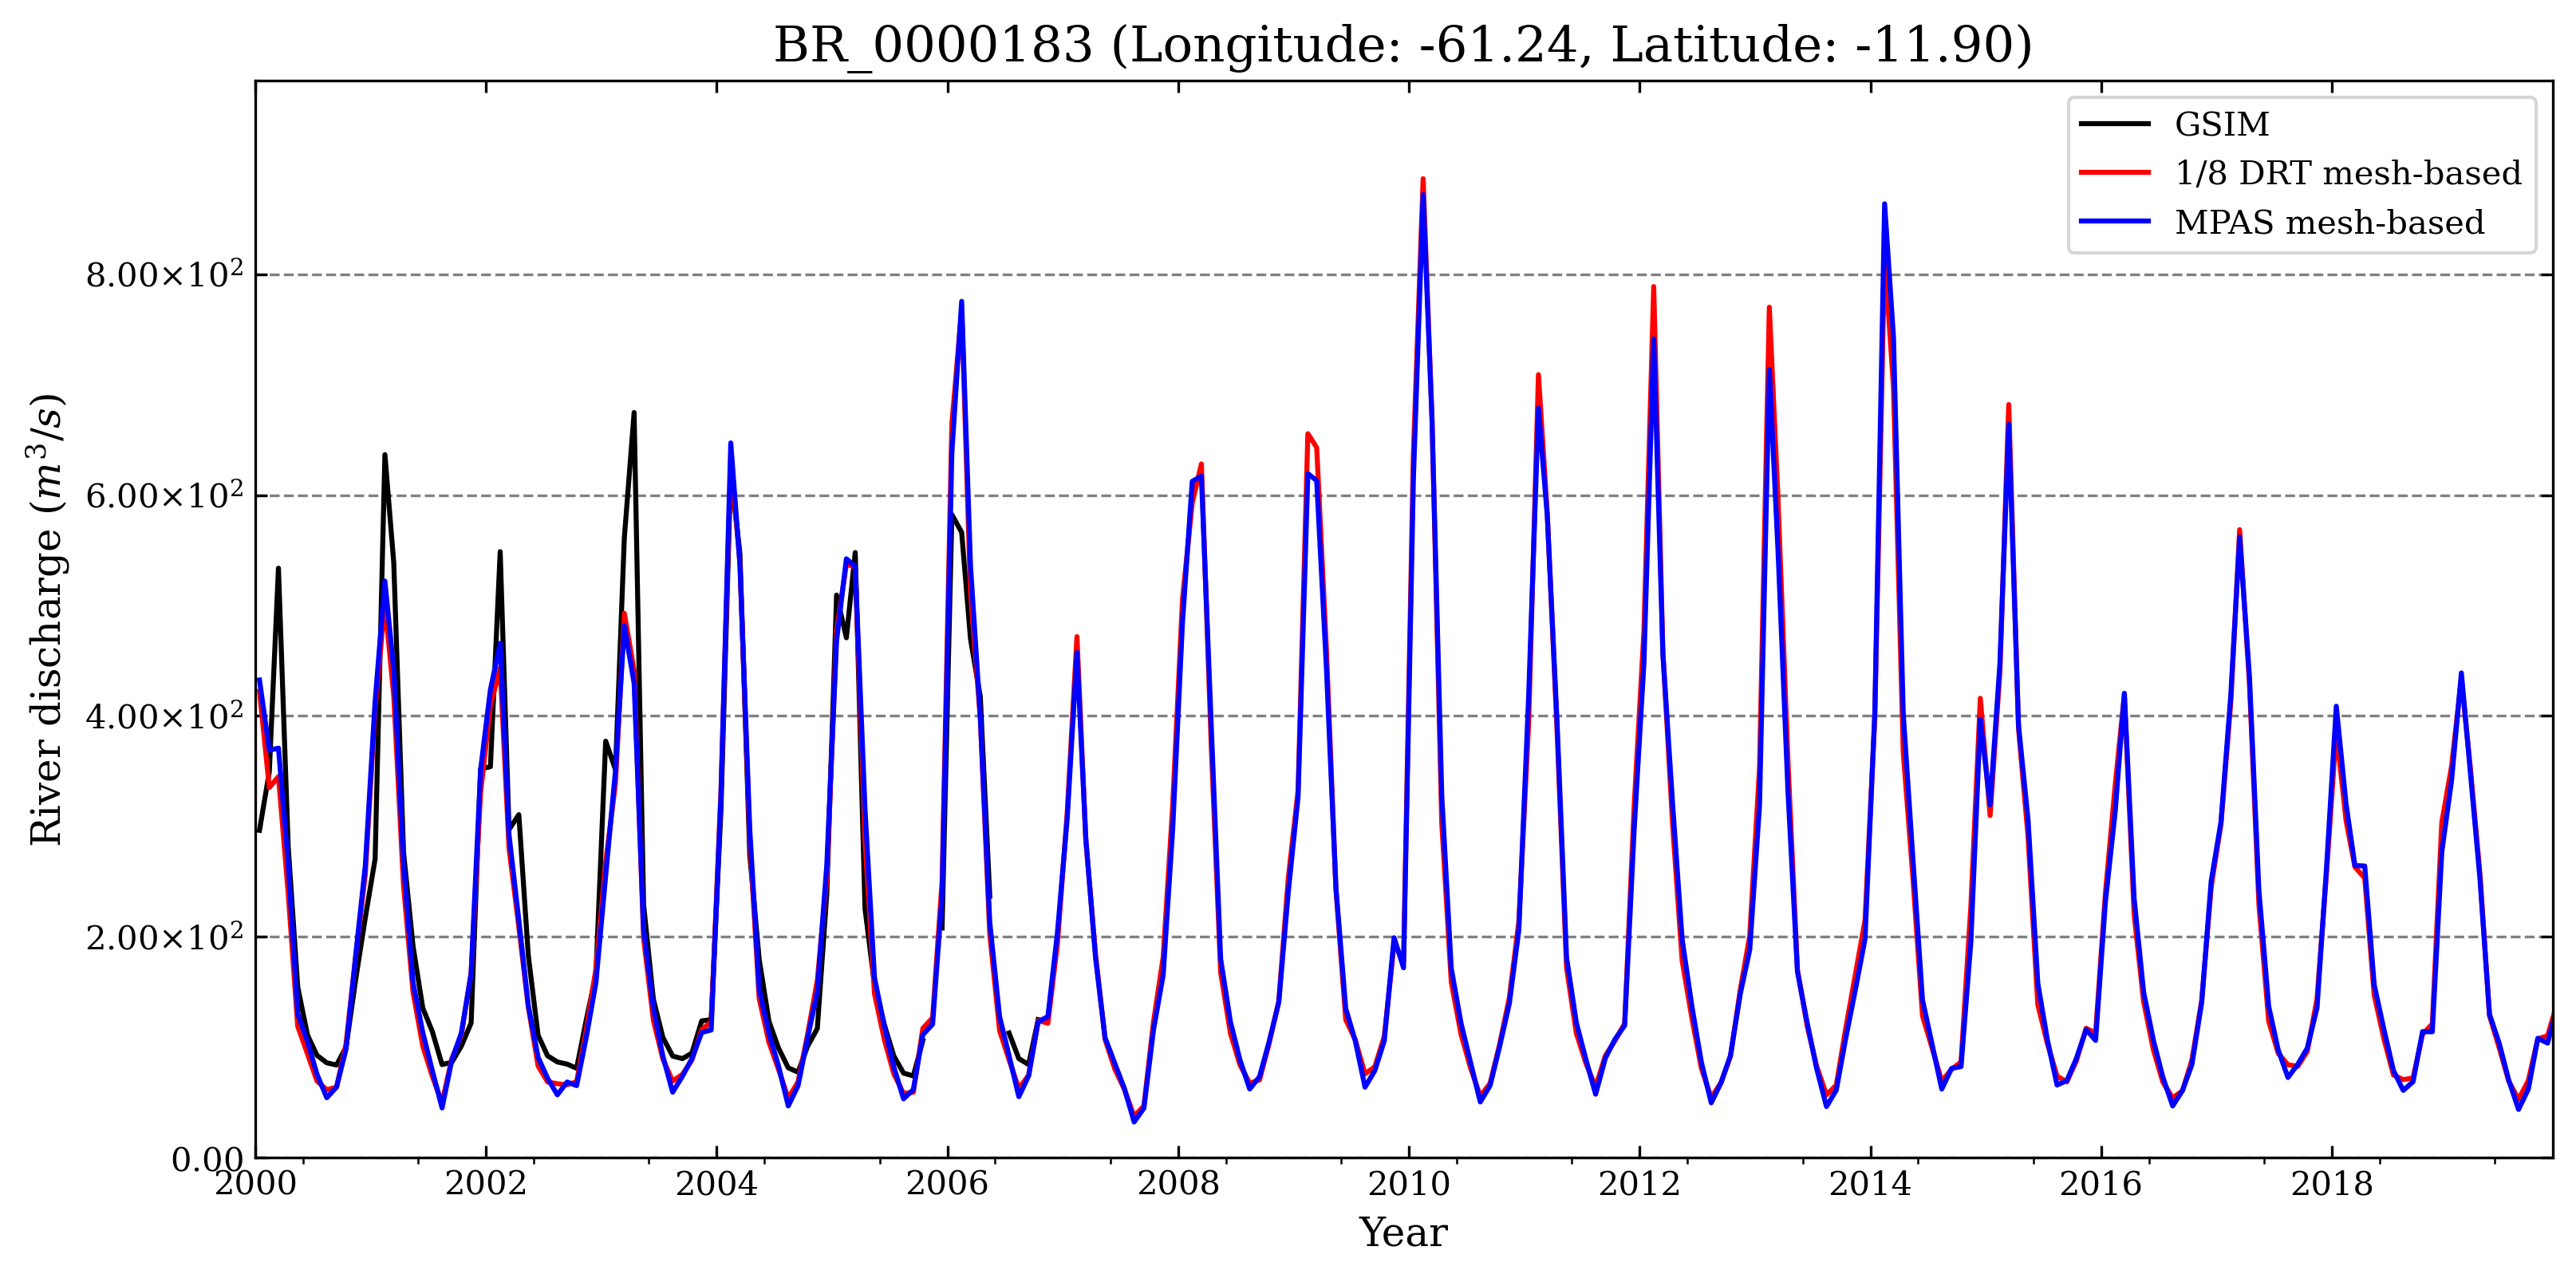 BR_0000183 (Longitude: -61.24, Latitude: -11.90)
GSIM
1/8 DRT mesh-based
MPAS mesh-based
River discharge (m³/s)
8.00×10²
6.00×10²
4.00×10²
2.00×10²
0.00
2000 2002 2004 2006 2008 2010 2012 2014 2016 2018
Year